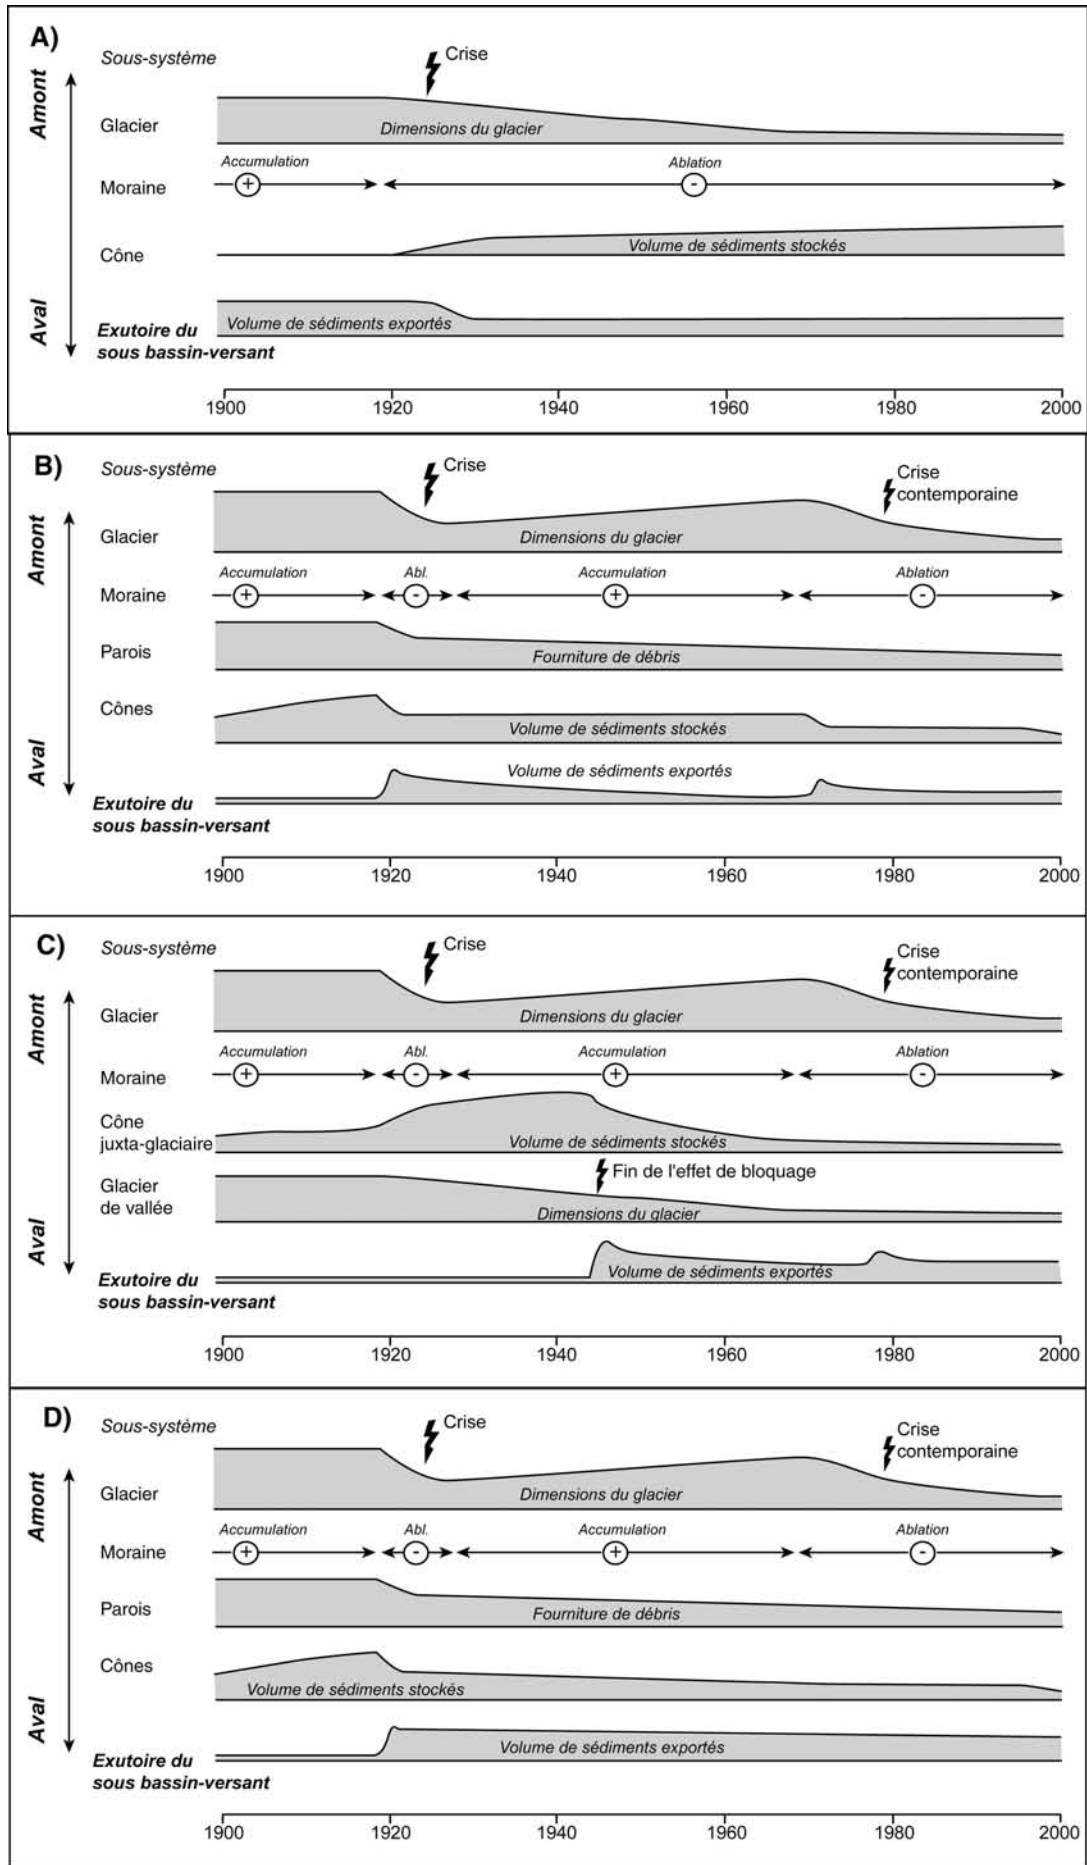 A)
Sous-système
Crise
Amont
Glacier
Dimensions du glacier
Accumulation
Ablation
Moraine
+
-
Cône
Volume de sédiments stockés
Aval
Volume de sédiments exportés
Exutoire du
sous bassin-versant
1900 1920 1940 1960 1980 2000
B)
Sous-système
Crise
Crise
contemporaine
Amont
Glacier
Dimensions du glacier
Accumulation
Abl.
Accumulation
Ablation
Moraine
+ - + -
Parois
Fourniture de débris
Cônes
Volume de sédiments stockés
Aval
Volume de sédiments exportés
Exutoire du
sous bassin-versant
1900 1920 1940 1960 1980 2000
C)
Sous-système
Crise
Crise
contemporaine
Amont
Glacier
Dimensions du glacier
Accumulation
Abl.
Accumulation
Ablation
Moraine
+ - + -
Cône
juxta-glaciaire
Volume de sédiments stockés
Fin de l'effet de bloquage
Glacier
de vallée
Dimensions du glacier
Aval
Volume de sédiments exportés
Exutoire du
sous bassin-versant
1900 1920 1940 1960 1980 2000
D)
Sous-système
Crise
Crise
contemporaine
Amont
Glacier
Dimensions du glacier
Accumulation
Abl.
Accumulation
Ablation
Moraine
+ - + -
Parois
Fourniture de débris
Cônes
Volume de sédiments stockés
Aval
Volume de sédiments exportés
Exutoire du
sous bassin-versant
1900 1920 1940 1960 1980 2000